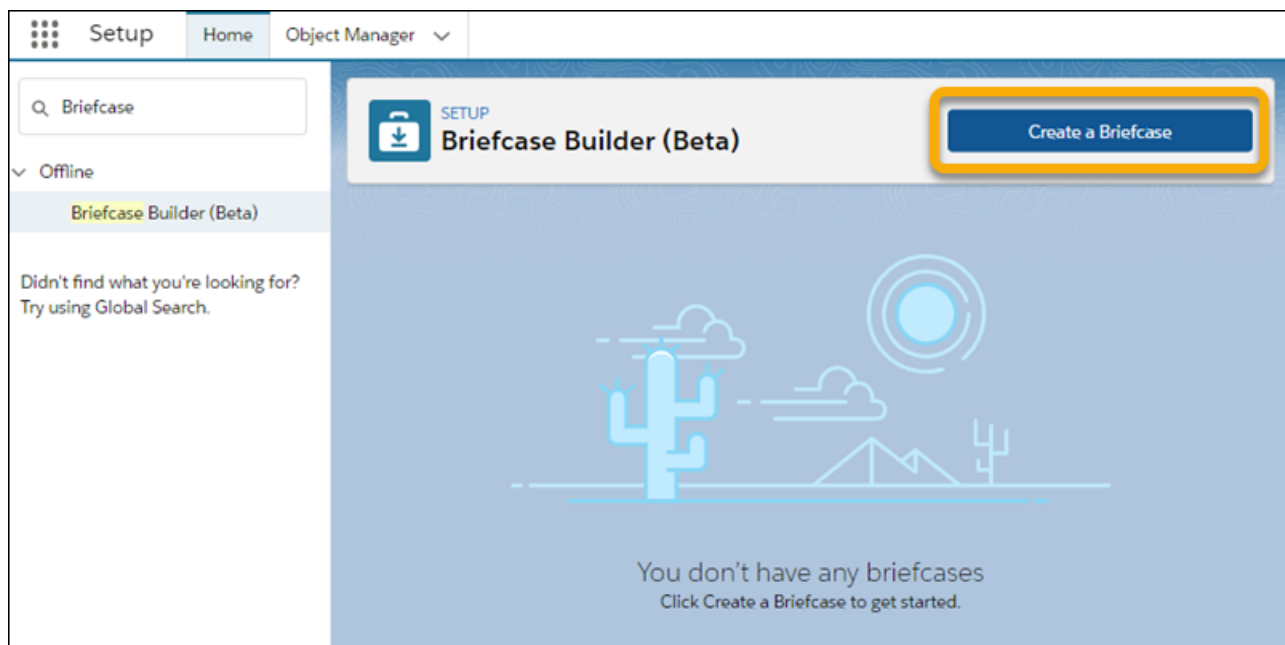 Setup
Home
Object Manager
Briefcase
Offline
Briefcase Builder (Beta)
Didn't find what you're looking for?
Try using Global Search.
SETUP
Briefcase Builder (Beta)
Create a Briefcase
You don't have any briefcases
Click Create a Briefcase to get started.